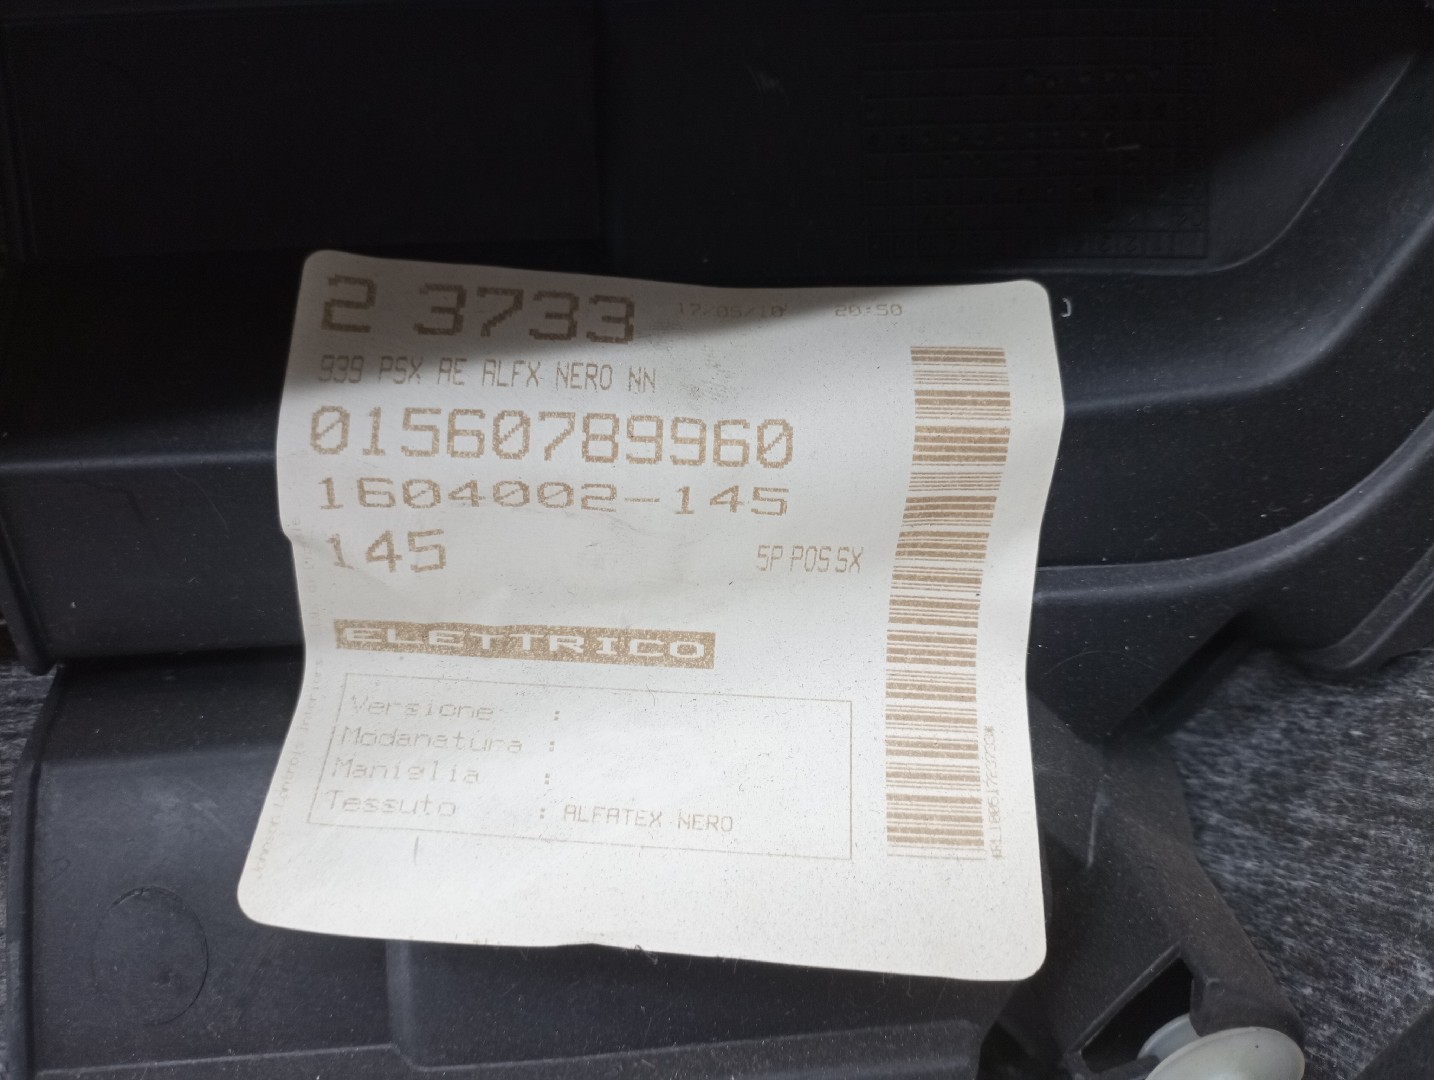 2 3733 17/05/10 20:50
939 PSX AE ALFX NERO NN
01560789960
1604002-145
145 SP POS SX
ELETTRICO
Versione :
Modanatura :
Maniglia :
Tessuto : ALFATEX NERO